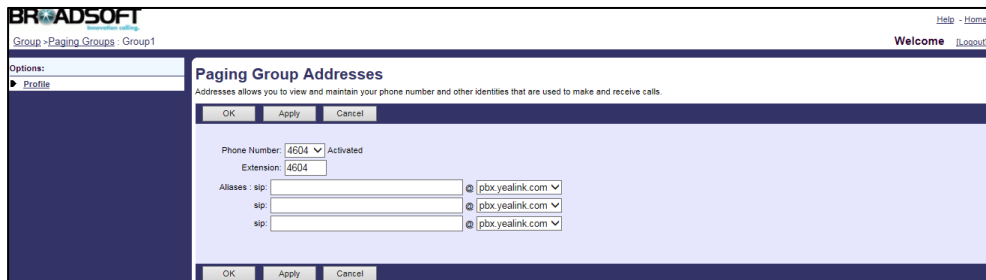 BROADSOFT
innovation calling.
Help - Home
Group >Paging Groups : Group1
Welcome [Logout]
Options:
Profile
Paging Group Addresses
Addresses allows you to view and maintain your phone number and other identities that are used to make and receive calls.
OK Apply Cancel
Phone Number: 4604 Activated
Extension: 4604
Aliases : sip: @ pbx.yealink.com
sip: @ pbx.yealink.com
sip: @ pbx.yealink.com
OK Apply Cancel